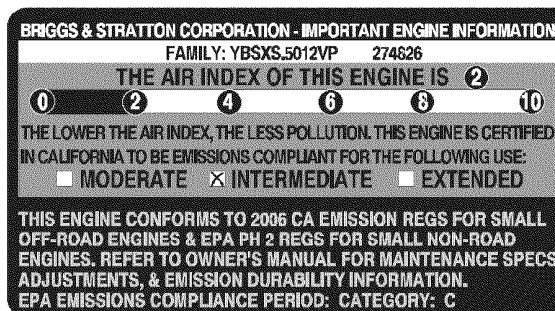 BRIGGS & STRATTON CORPORATION - IMPORTANT ENGINE INFORMATION
FAMILY: YBSXS.5012VP 274826
THE AIR INDEX OF THIS ENGINE IS 2
0 2 4 6 8 10
THE LOWER THE AIR INDEX, THE LESS POLLUTION. THIS ENGINE IS CERTIFIED
IN CALIFORNIA TO BE EMISSIONS COMPLIANT FOR THE FOLLOWING USE:
MODERATE INTERMEDIATE EXTENDED
THIS ENGINE CONFORMS TO 2006 CA EMISSION REGS FOR SMALL
OFF-ROAD ENGINES & EPA PH 2 REGS FOR SMALL NON-ROAD
ENGINES. REFER TO OWNER'S MANUAL FOR MAINTENANCE SPECS
ADJUSTMENTS, & EMISSION DURABILITY INFORMATION.
EPA EMISSIONS COMPLIANCE PERIOD: CATEGORY: C